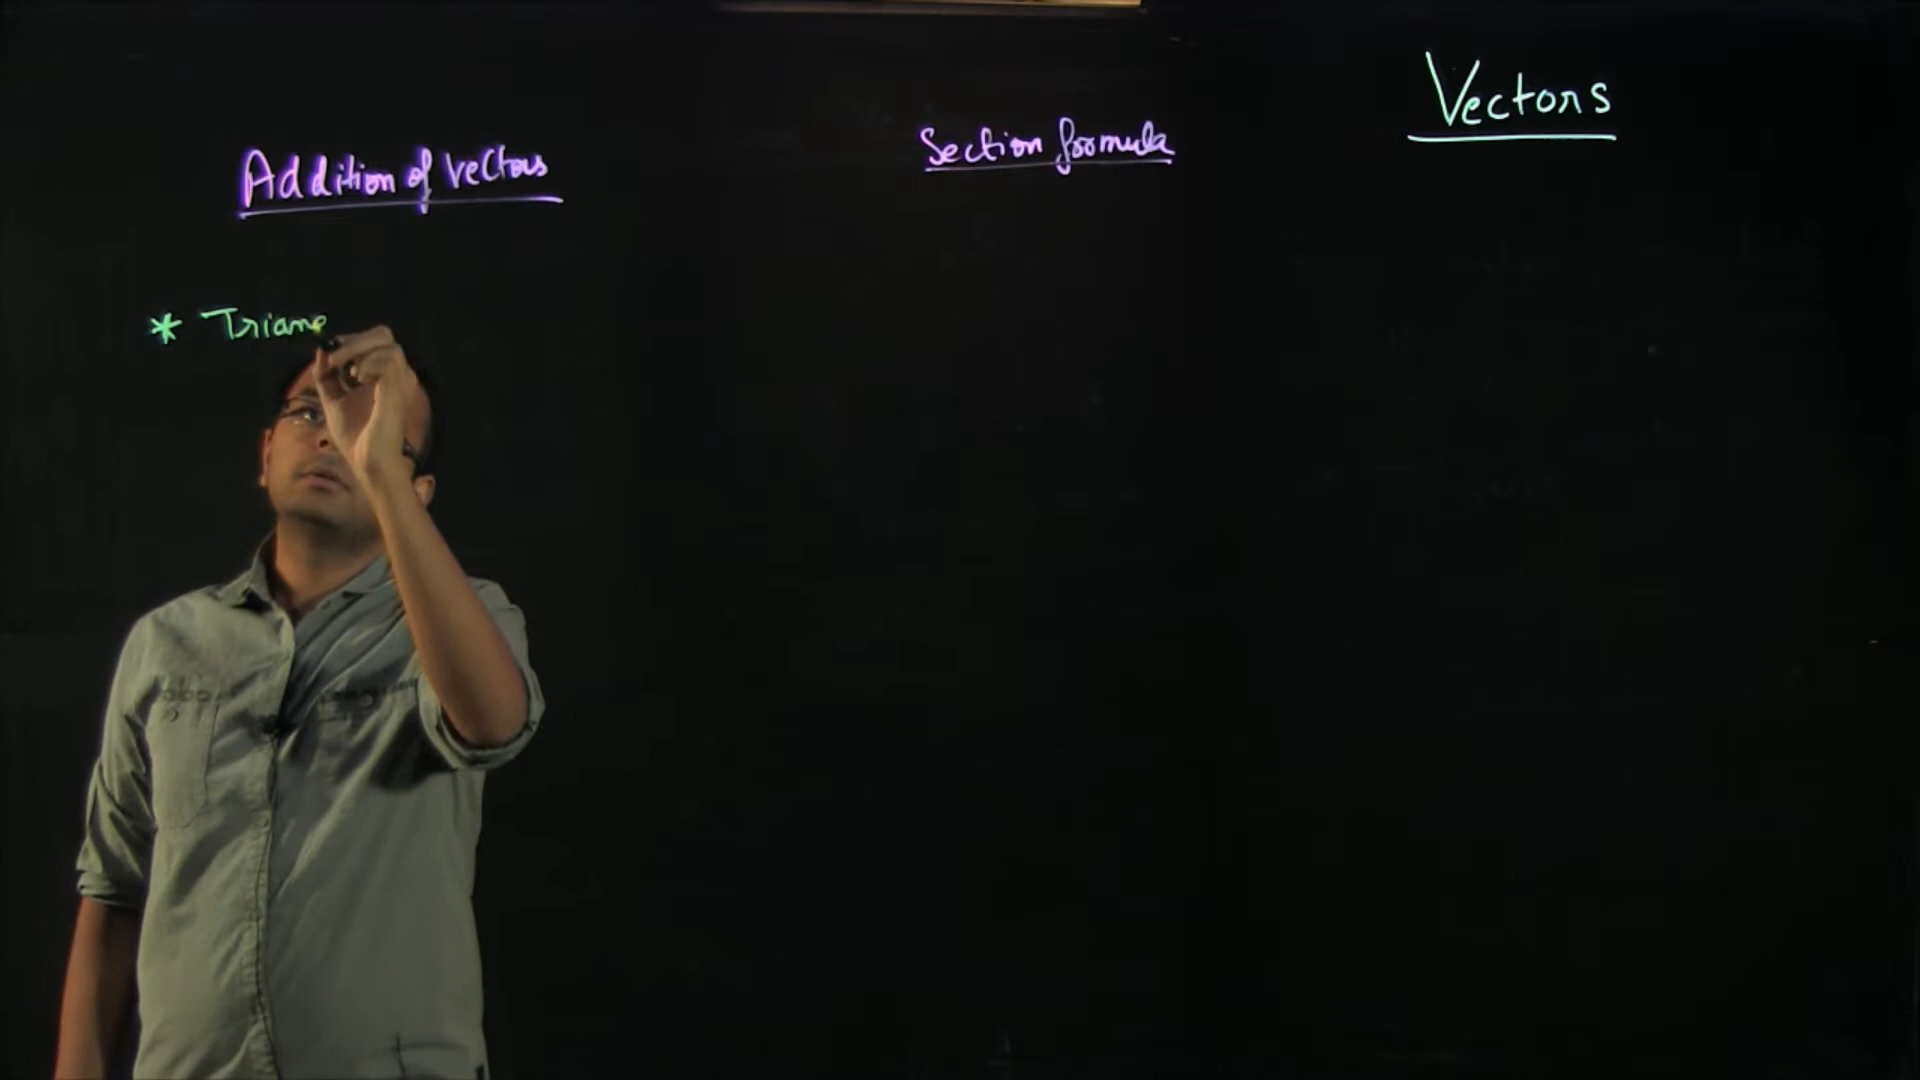 Vectors
Addition of vectors
Section formula
* Triang